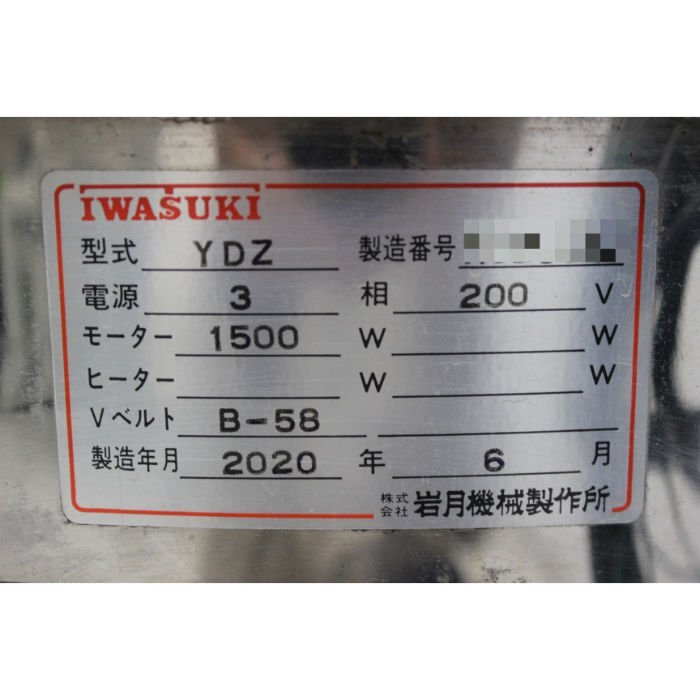 IWASUKI
型式 YDZ 製造番号
電源 3 相 200 V
モーター 1500 W W
ヒーター W W
Vベルト B-58
製造年月 2020 年 6 月
株式会社 岩月機械製作所